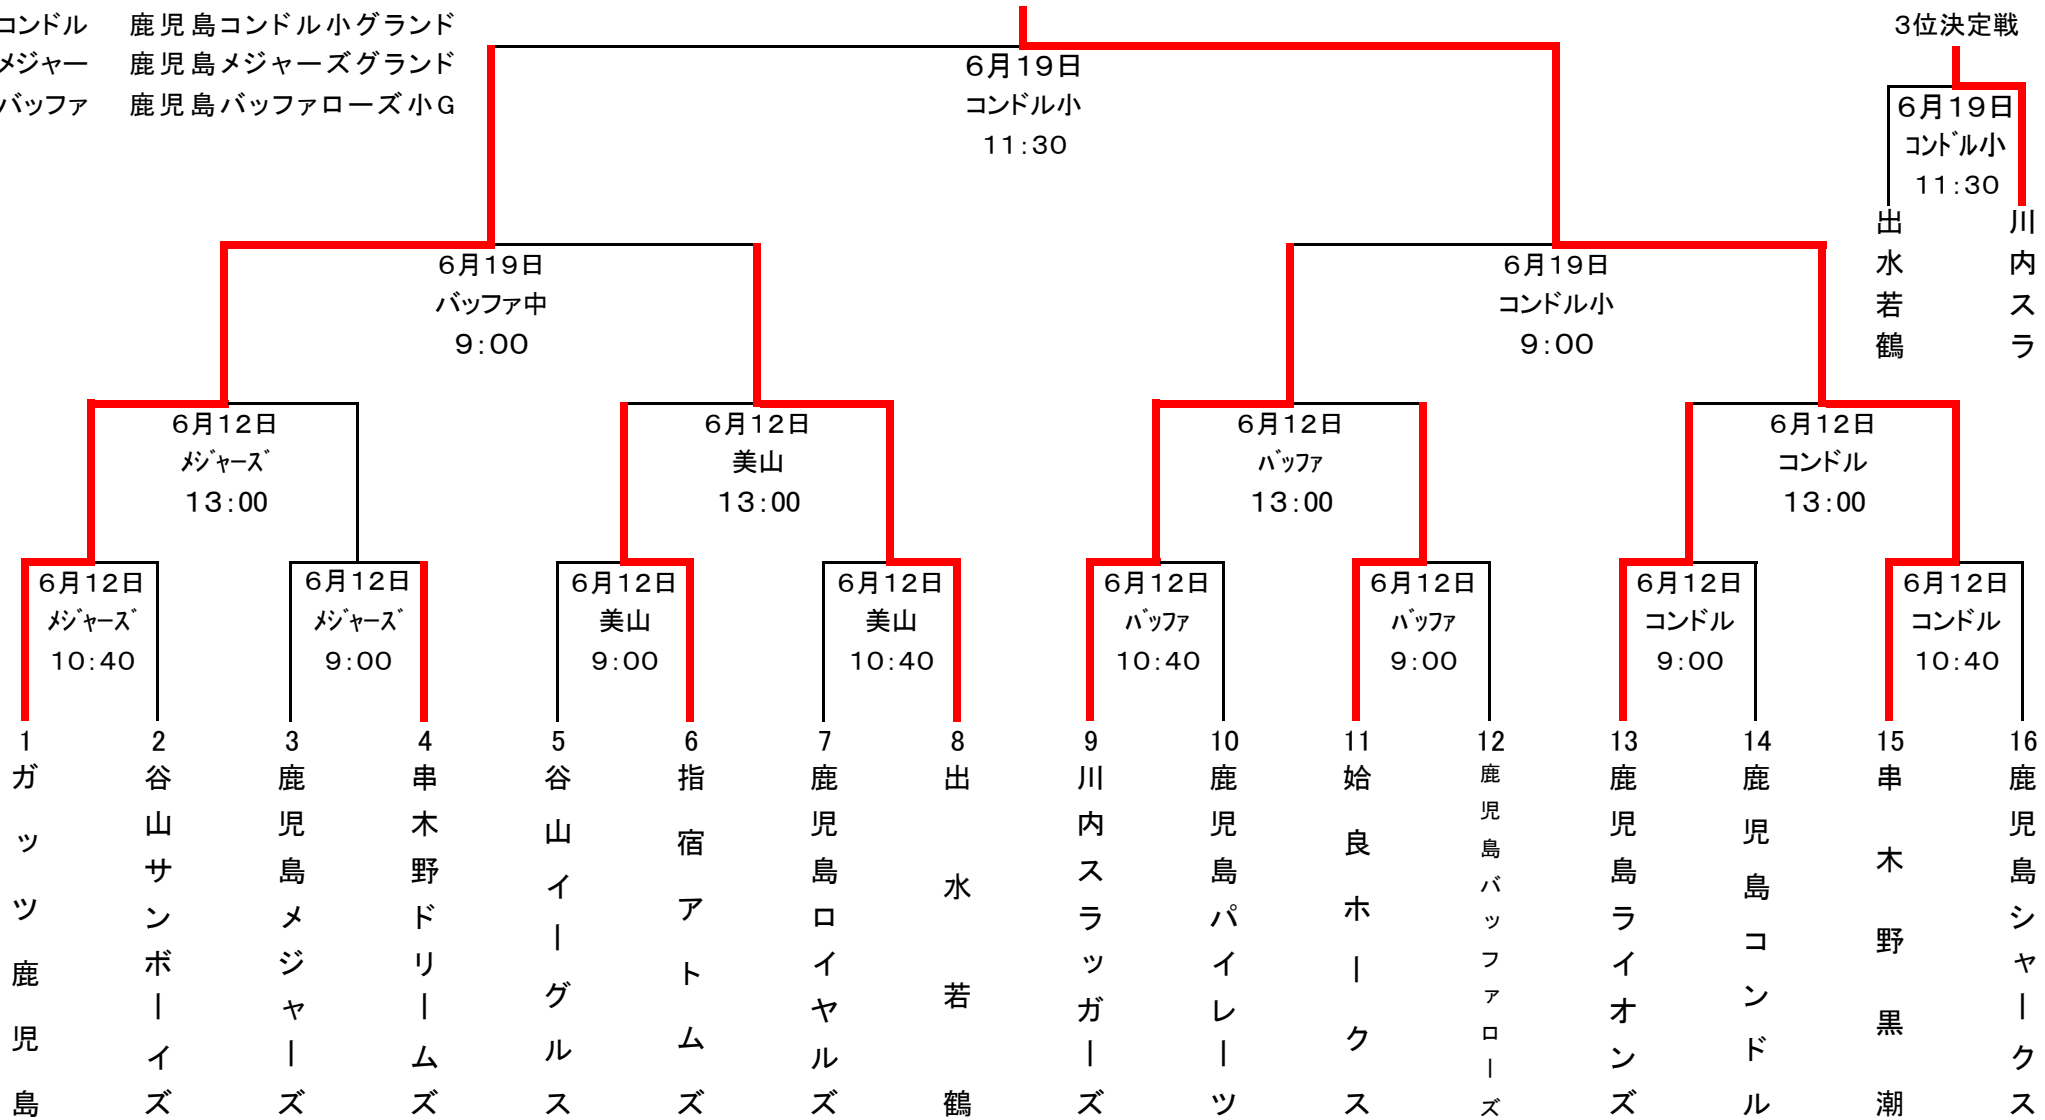 コンドル 鹿児島コンドル小グランド
メジャー 鹿児島メジャーズグランド
バッファ 鹿児島バッファローズ小G
6月19日
コンドル小
11:30
3位決定戦
6月19日
コンドル小
11:30
出水若鶴
川内スラ
6月19日
バッファ中
9:00
6月19日
コンドル小
9:00
6月12日
メジャーズ
13:00
6月12日
美山
13:00
6月12日
バッファ
13:00
6月12日
コンドル
13:00
6月12日
メジャーズ
10:40
6月12日
メジャーズ
9:00
6月12日
美山
9:00
6月12日
美山
10:40
6月12日
バッファ
10:40
6月12日
バッファ
9:00
6月12日
コンドル
9:00
6月12日
コンドル
10:40
1 ガッツ鹿児島
2 谷山サンボーイズ
3 鹿児島メジャーズ
4 串木野ドリームズ
5 谷山イーグルス
6 指宿アトムズ
7 鹿児島ロイヤルズ
8 出水若鶴
9 川内スラッガーズ
10 鹿児島パイレーツ
11 姶良ホークス
12 鹿児島バッファローズ
13 鹿児島ライオンズ
14 鹿児島コンドル
15 串木野黒潮
16 鹿児島シャークス